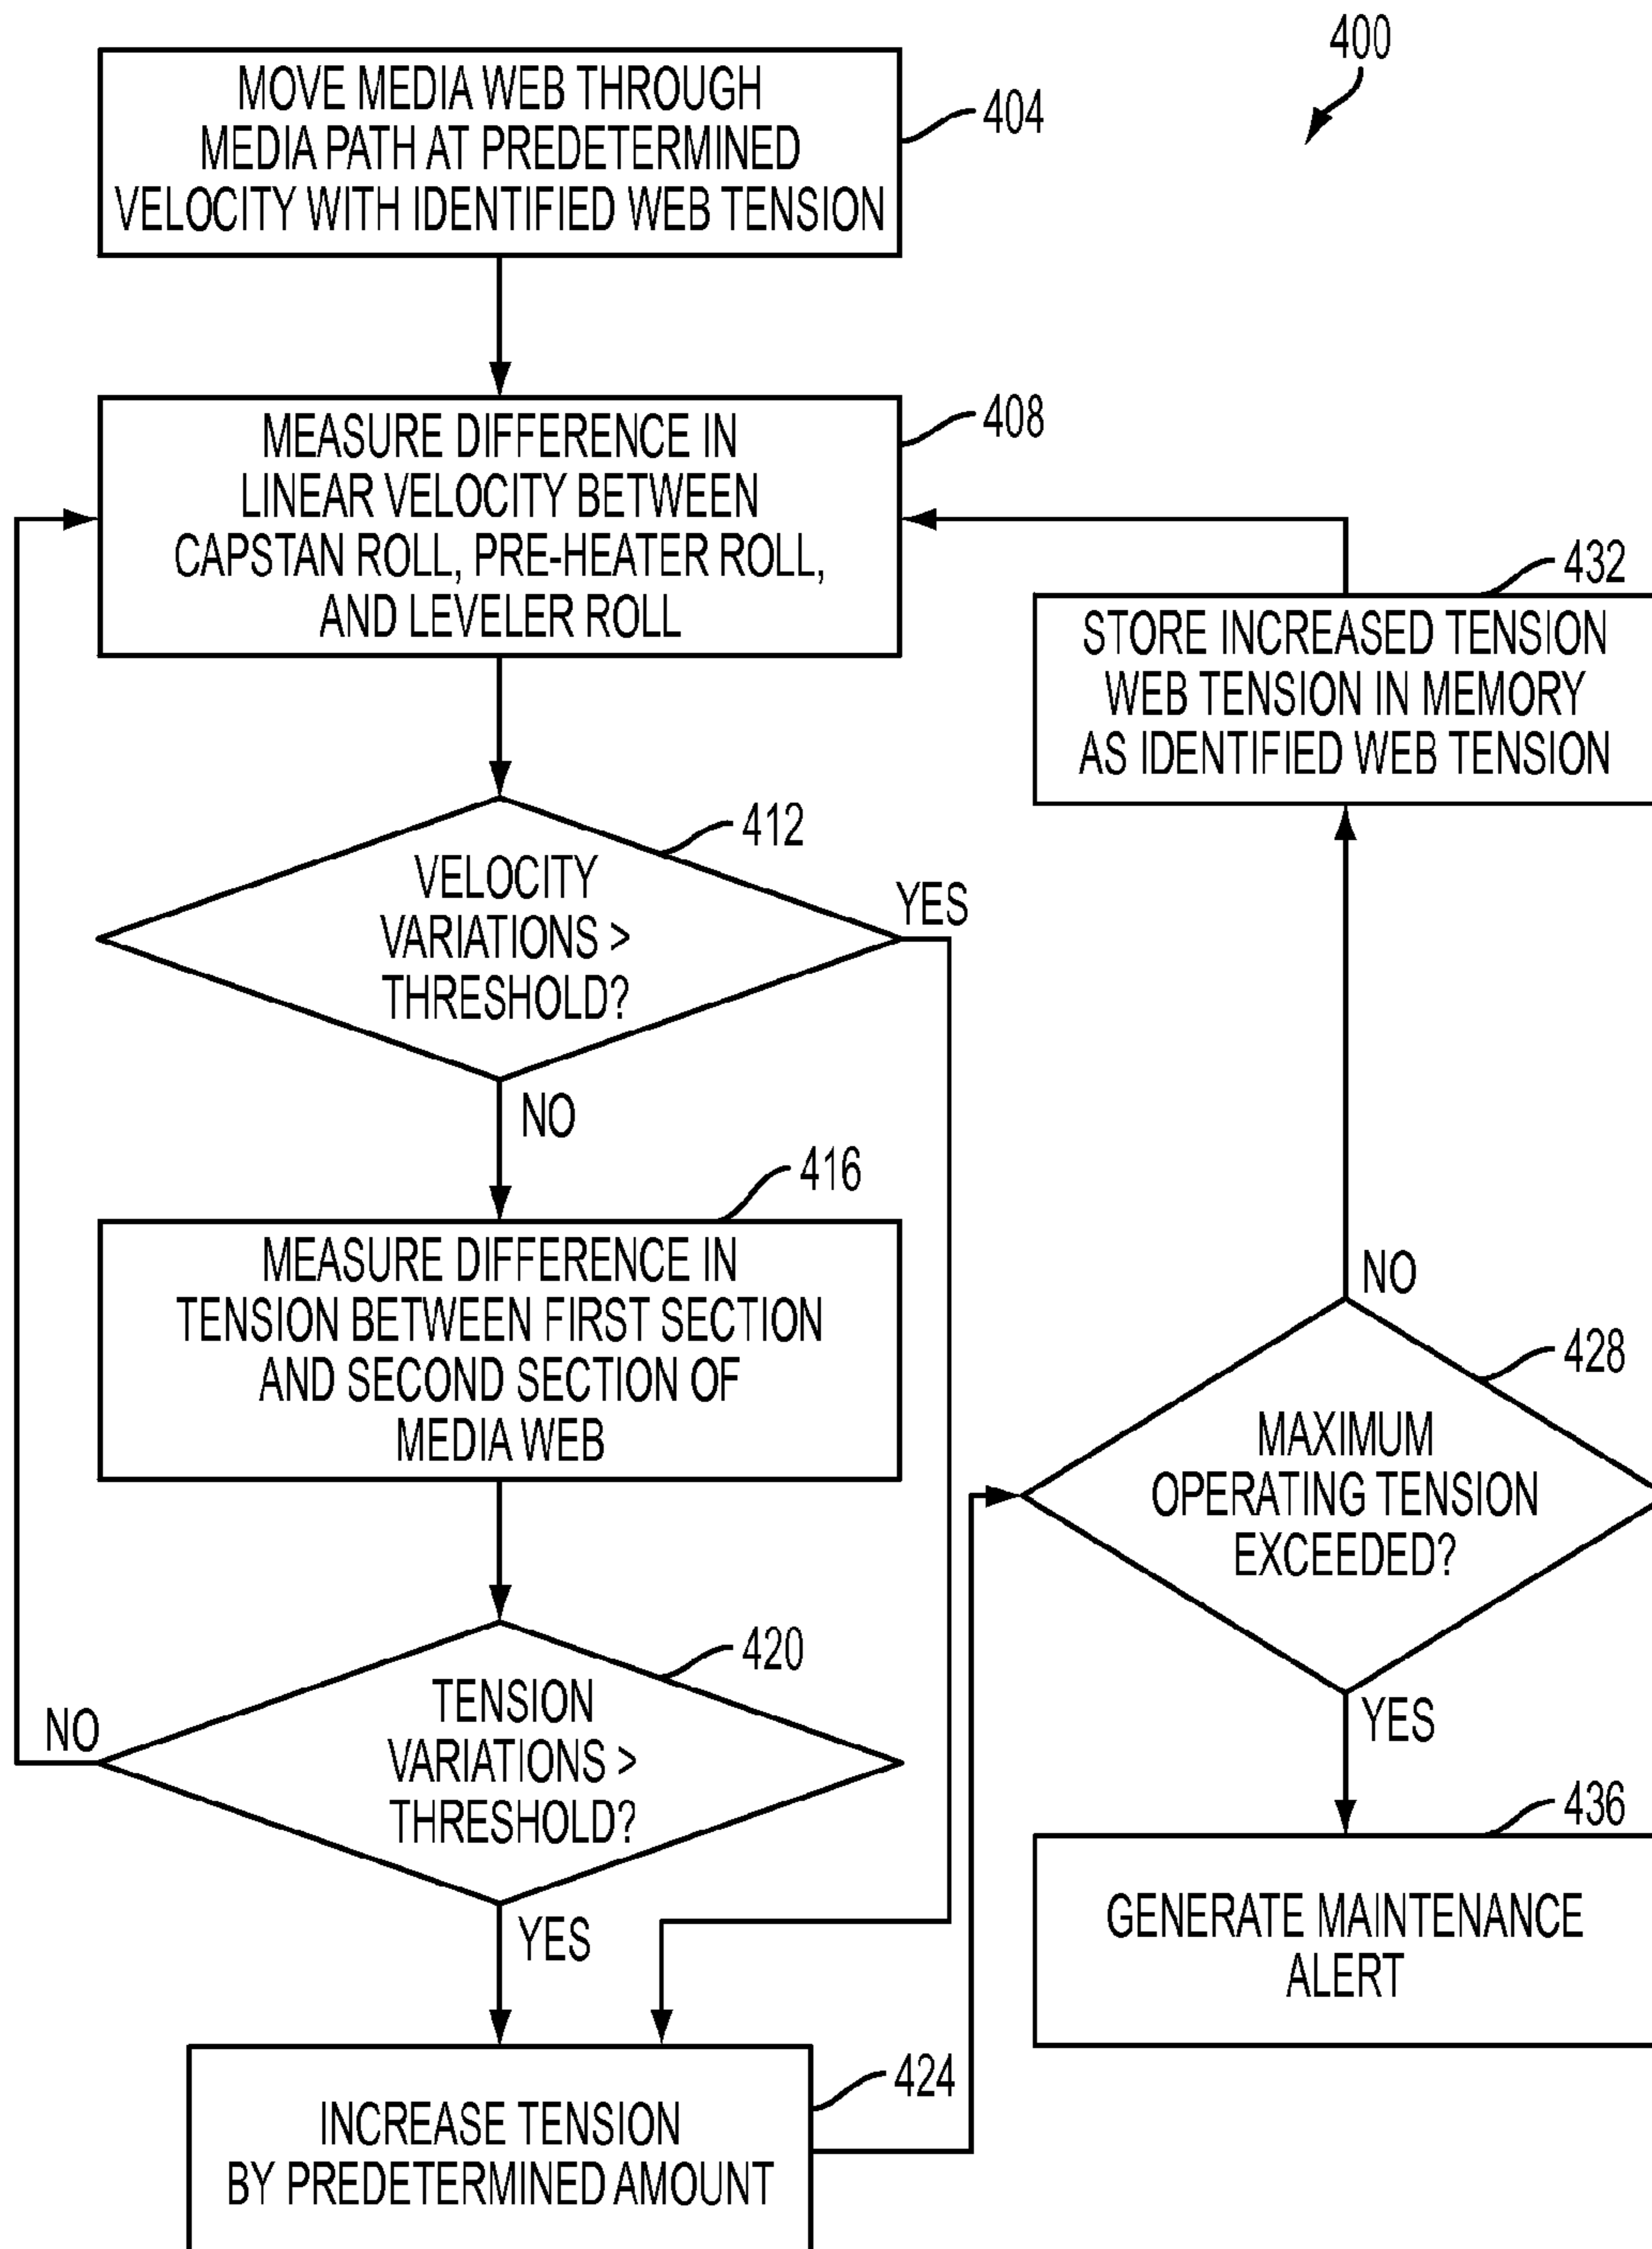 400
MOVE MEDIA WEB THROUGH
MEDIA PATH AT PREDETERMINED
VELOCITY WITH IDENTIFIED WEB TENSION
404
MEASURE DIFFERENCE IN
LINEAR VELOCITY BETWEEN
CAPSTAN ROLL, PRE-HEATER ROLL,
AND LEVELER ROLL
408
VELOCITY
VARIATIONS >
THRESHOLD?
412
YES
NO
MEASURE DIFFERENCE IN
TENSION BETWEEN FIRST SECTION
AND SECOND SECTION OF
MEDIA WEB
416
TENSION
VARIATIONS >
THRESHOLD?
420
NO
YES
INCREASE TENSION
BY PREDETERMINED AMOUNT
424
STORE INCREASED TENSION
WEB TENSION IN MEMORY
AS IDENTIFIED WEB TENSION
432
NO
MAXIMUM
OPERATING TENSION
EXCEEDED?
428
YES
GENERATE MAINTENANCE
ALERT
436